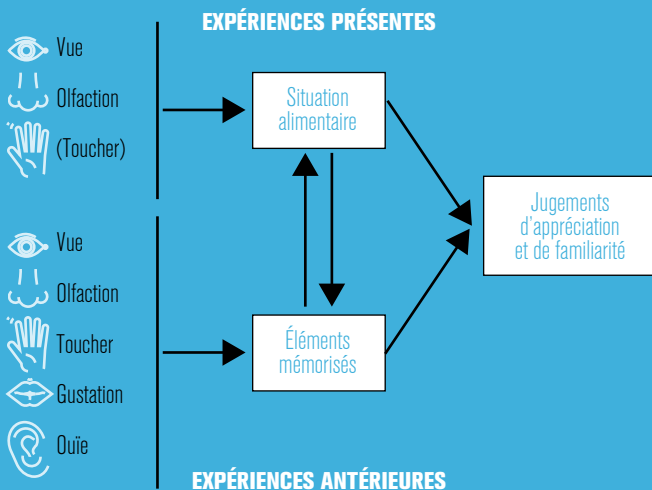 EXPÉRIENCES PRÉSENTES
Vue
Olfaction
(Toucher)
Situation
alimentaire
Jugements
d'appréciation
et de familiarité
Vue
Olfaction
Toucher
Gustation
Ouïe
Éléments
mémorisés
EXPÉRIENCES ANTÉRIEURES